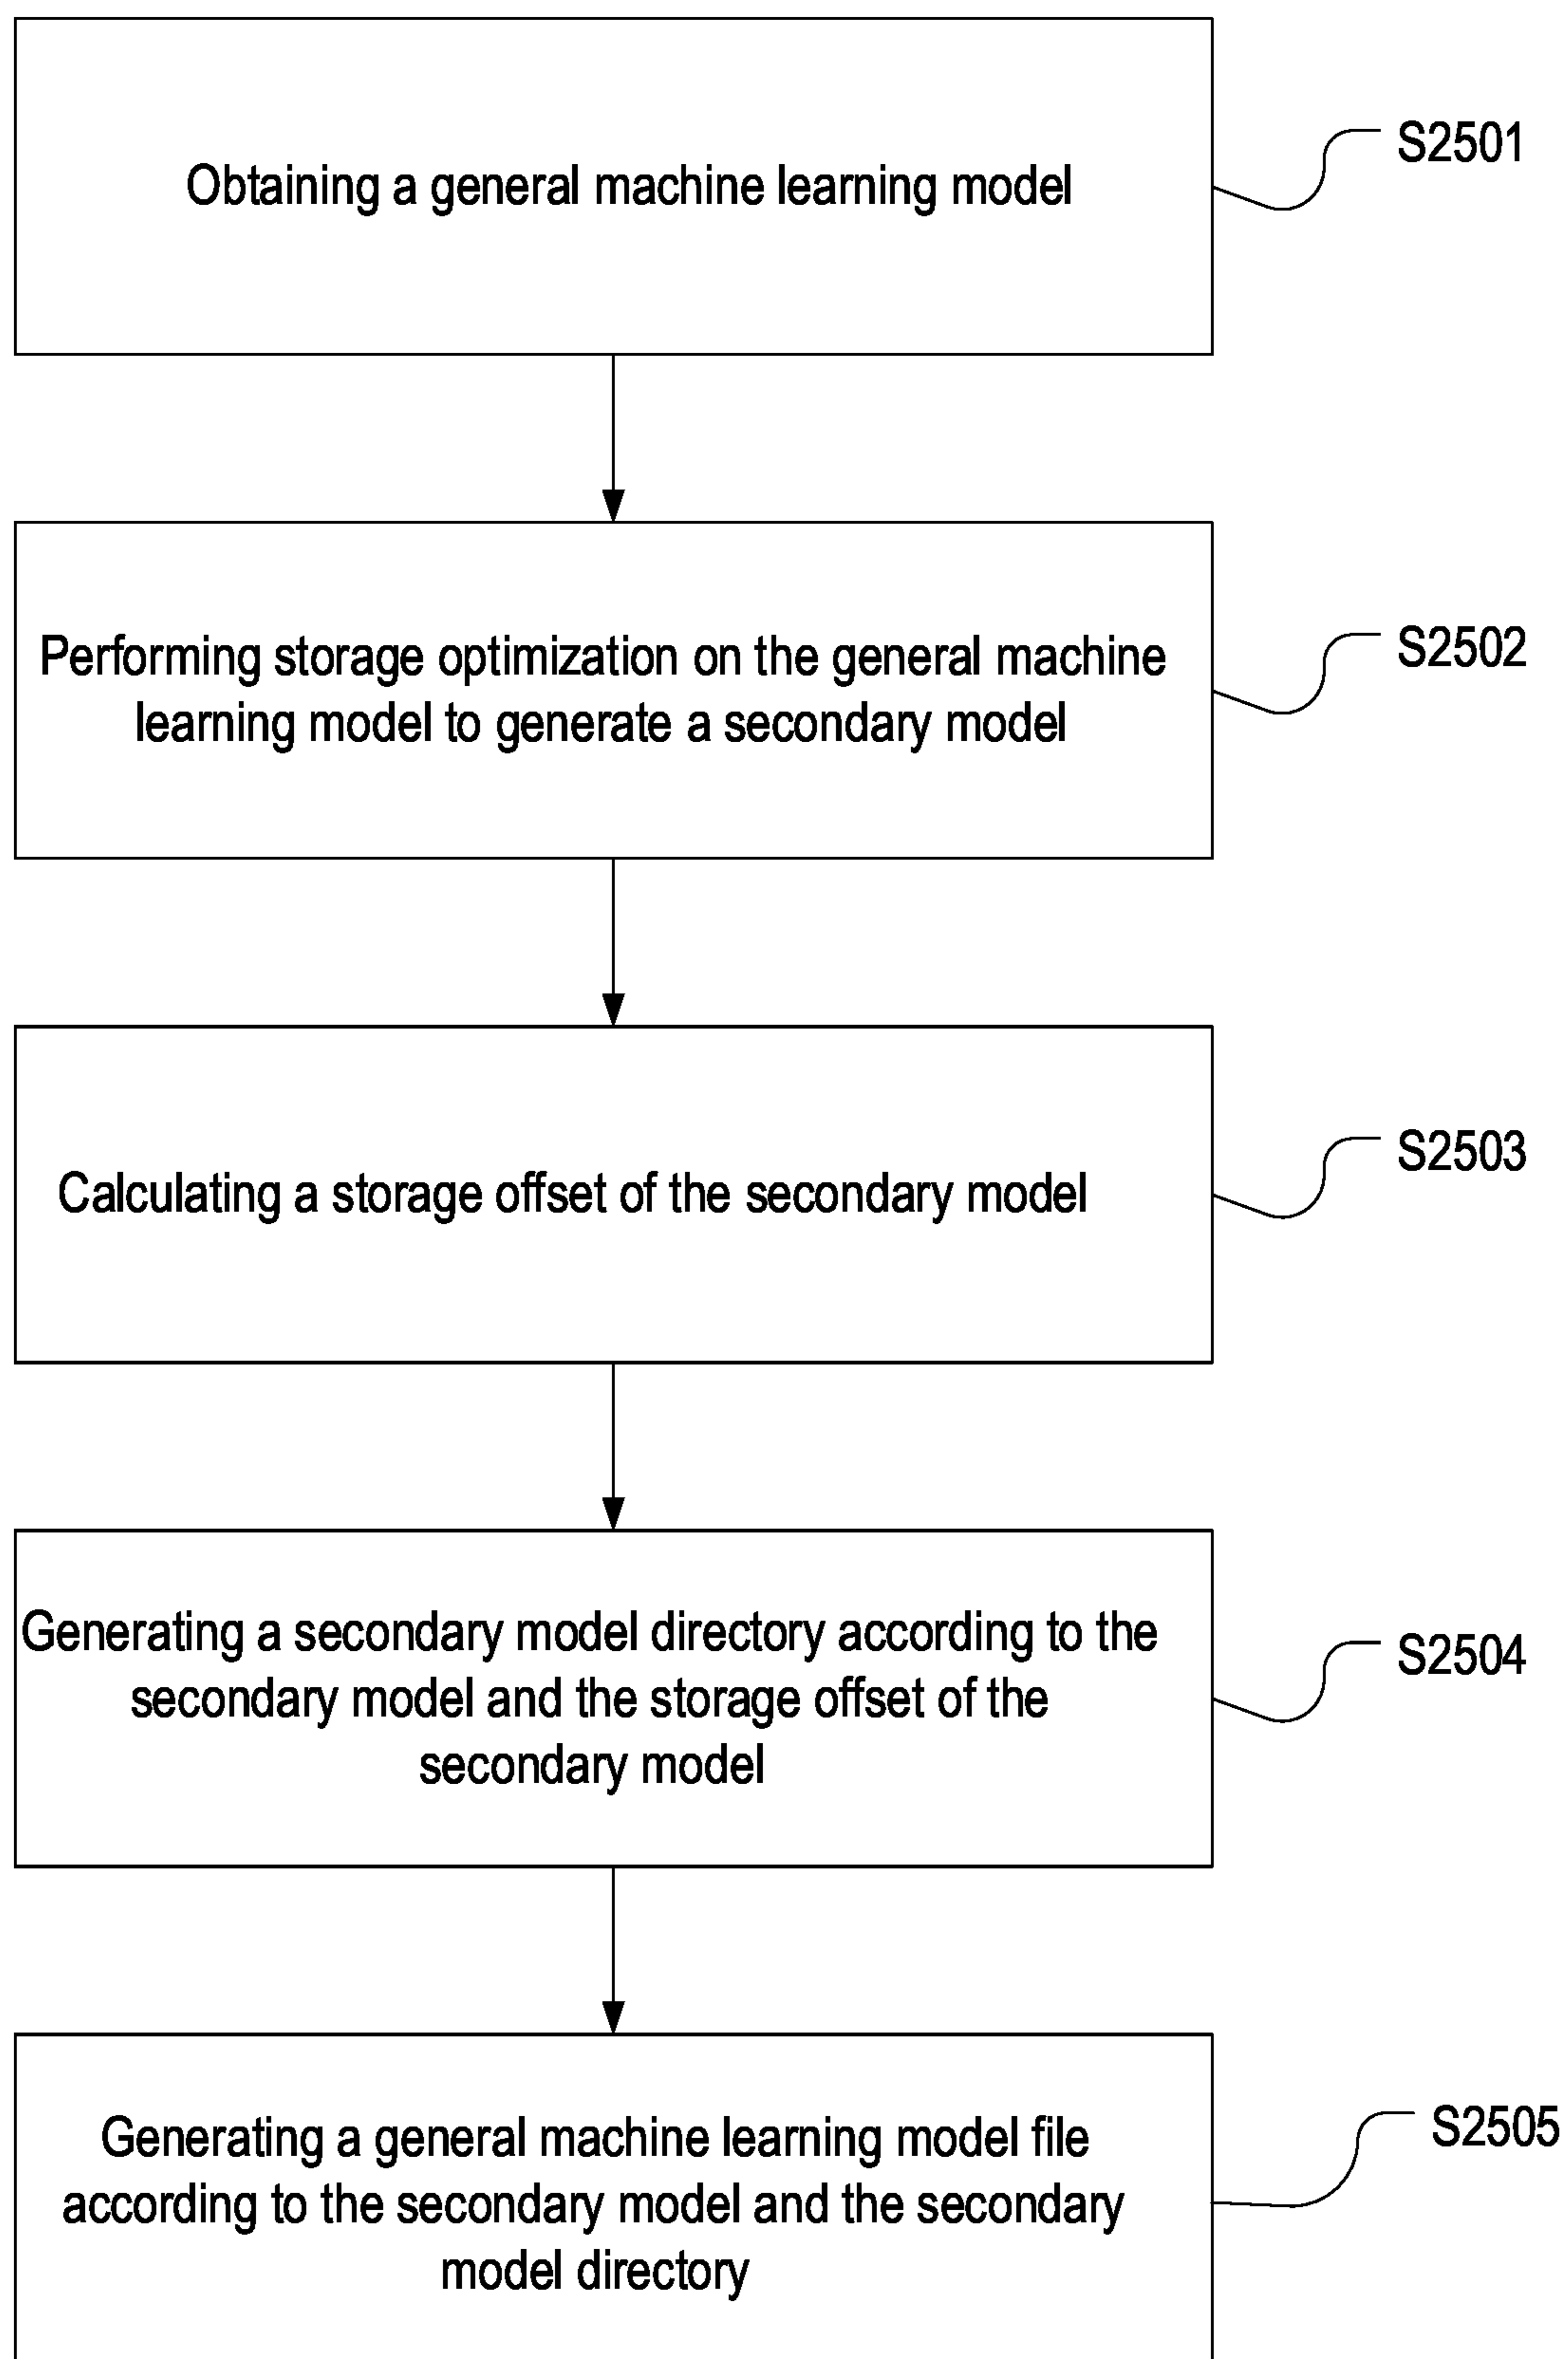 Obtaining a general machine learning model
S2501
Performing storage optimization on the general machine
learning model to generate a secondary model
S2502
Calculating a storage offset of the secondary model
S2503
Generating a secondary model directory according to the
secondary model and the storage offset of the
secondary model
S2504
Generating a general machine learning model file
according to the secondary model and the secondary
model directory
S2505